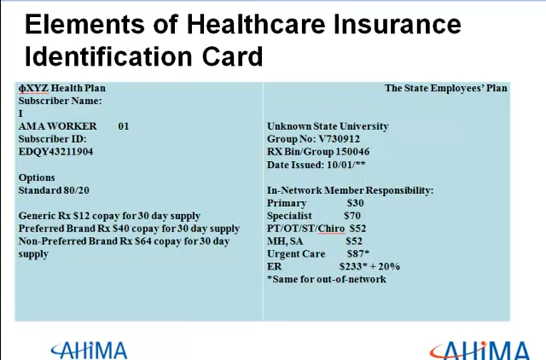 Elements of Healthcare Insurance
Identification Card
ϕXYZ Health Plan
Subscriber Name:
I
AM A WORKER 01
Subscriber ID:
EDQY43211904
Options
Standard 80/20
Generic Rx $12 copay for 30 day supply
Preferred Brand Rx $40 copay for 30 day supply
Non-Preferred Brand Rx $64 copay for 30 day
supply
The State Employees' Plan
Unknown State University
Group No: V730912
RX Bin/Group 150046
Date Issued: 10/01/**
In-Network Member Responsibility:
Primary $30
Specialist $70
PT/OT/ST/Chiro $52
MH, SA $52
Urgent Care $87*
ER $233* + 20%
*Same for out-of-network
AHiMA
AHiMA